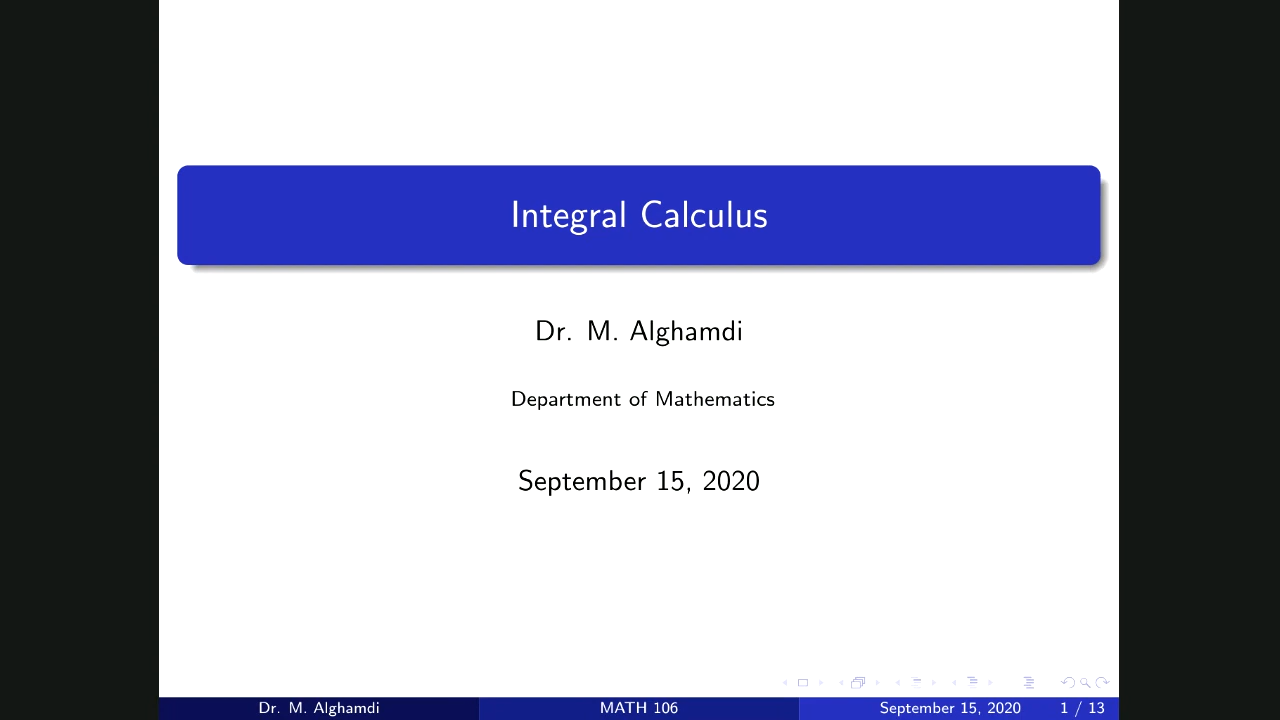 Integral Calculus
Dr. M. Alghamdi
Department of Mathematics
September 15, 2020
Dr. M. Alghamdi MATH 106 September 15, 2020 1 / 13